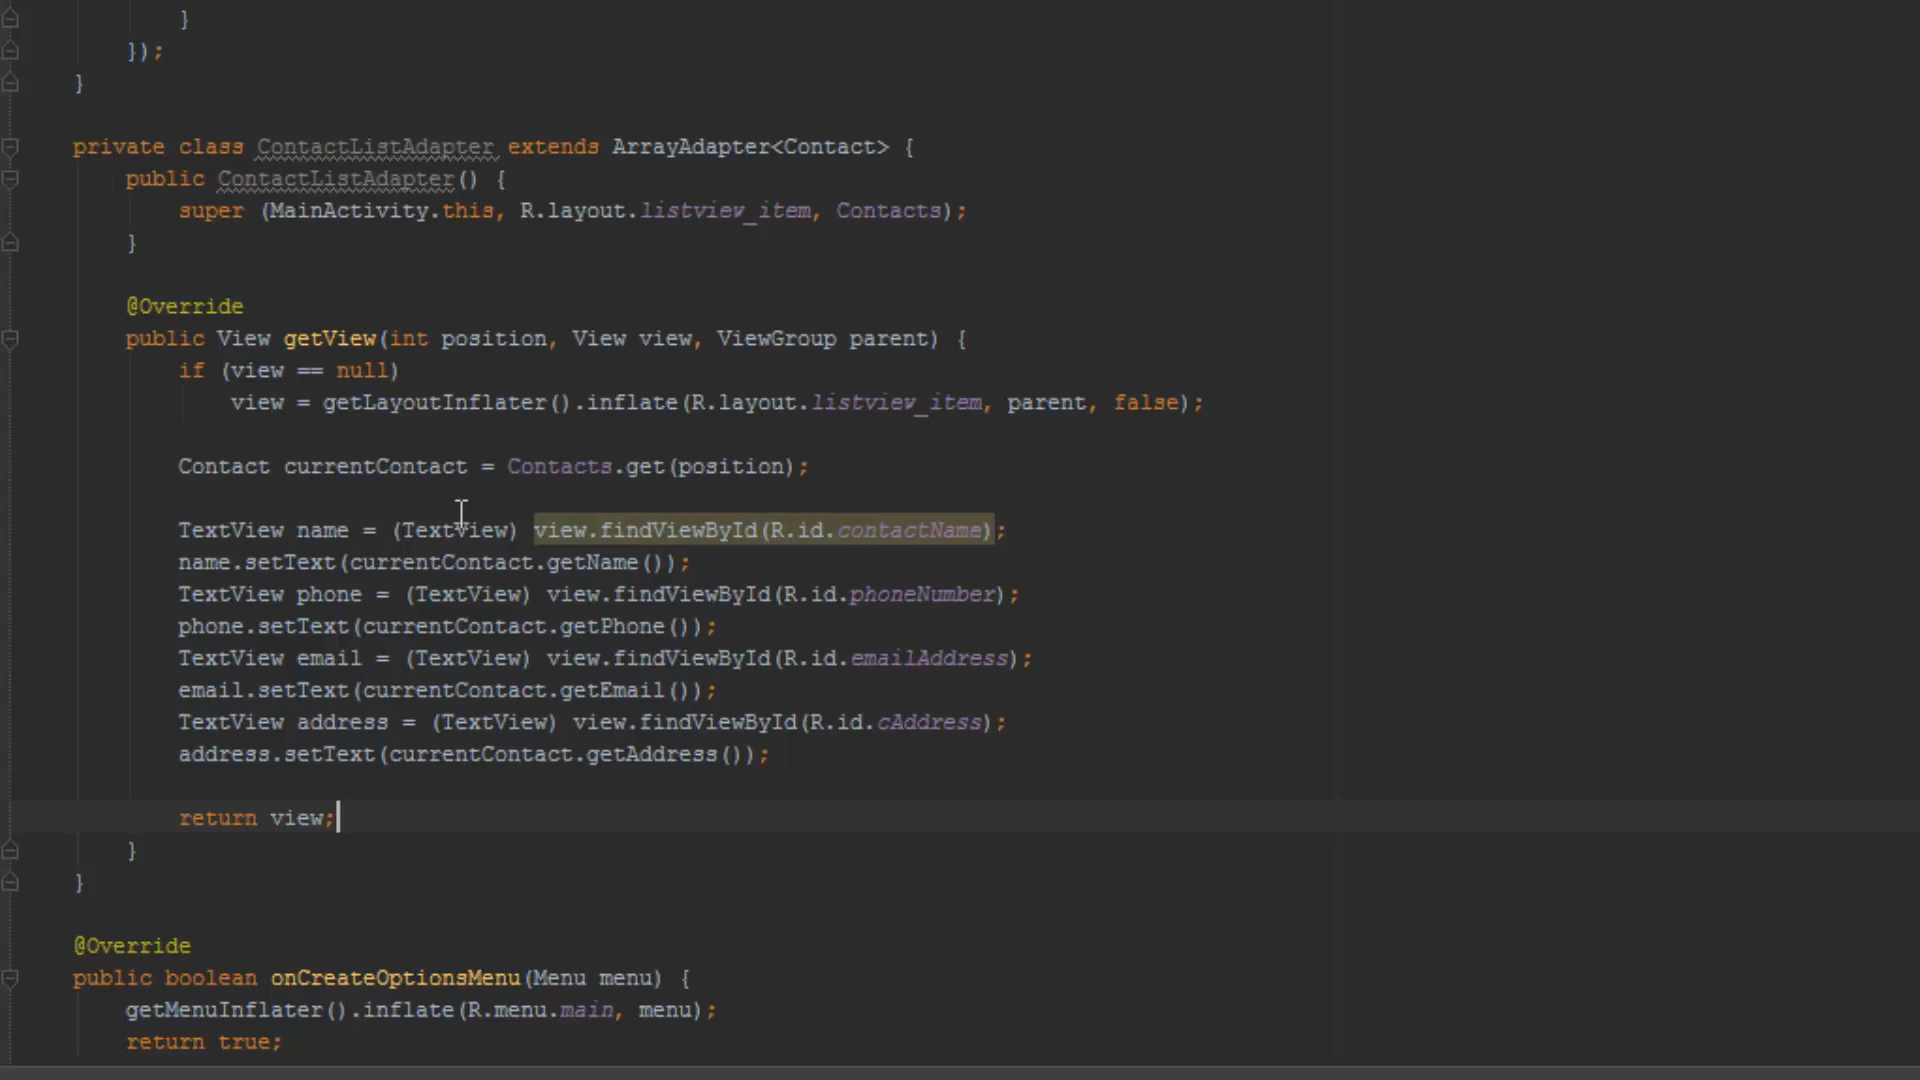 }
});
}
private class ContactListAdapter extends ArrayAdapter<Contact> {
public ContactListAdapter() {
super (MainActivity.this, R.layout.listview_item, Contacts);
}
@Override
public View getView(int position, View view, ViewGroup parent) {
if (view == null)
view = getLayoutInflater().inflate(R.layout.listview_item, parent, false);
Contact currentContact = Contacts.get(position);
TextView name = (TextView) view.findViewById(R.id.contactName);
name.setText(currentContact.getName());
TextView phone = (TextView) view.findViewById(R.id.phoneNumber);
phone.setText(currentContact.getPhone());
TextView email = (TextView) view.findViewById(R.id.emailAddress);
email.setText(currentContact.getEmail());
TextView address = (TextView) view.findViewById(R.id.cAddress);
address.setText(currentContact.getAddress());
return view;
}
}
@Override
public boolean onCreateOptionsMenu(Menu menu) {
getMenuInflater().inflate(R.menu.main, menu);
return true;